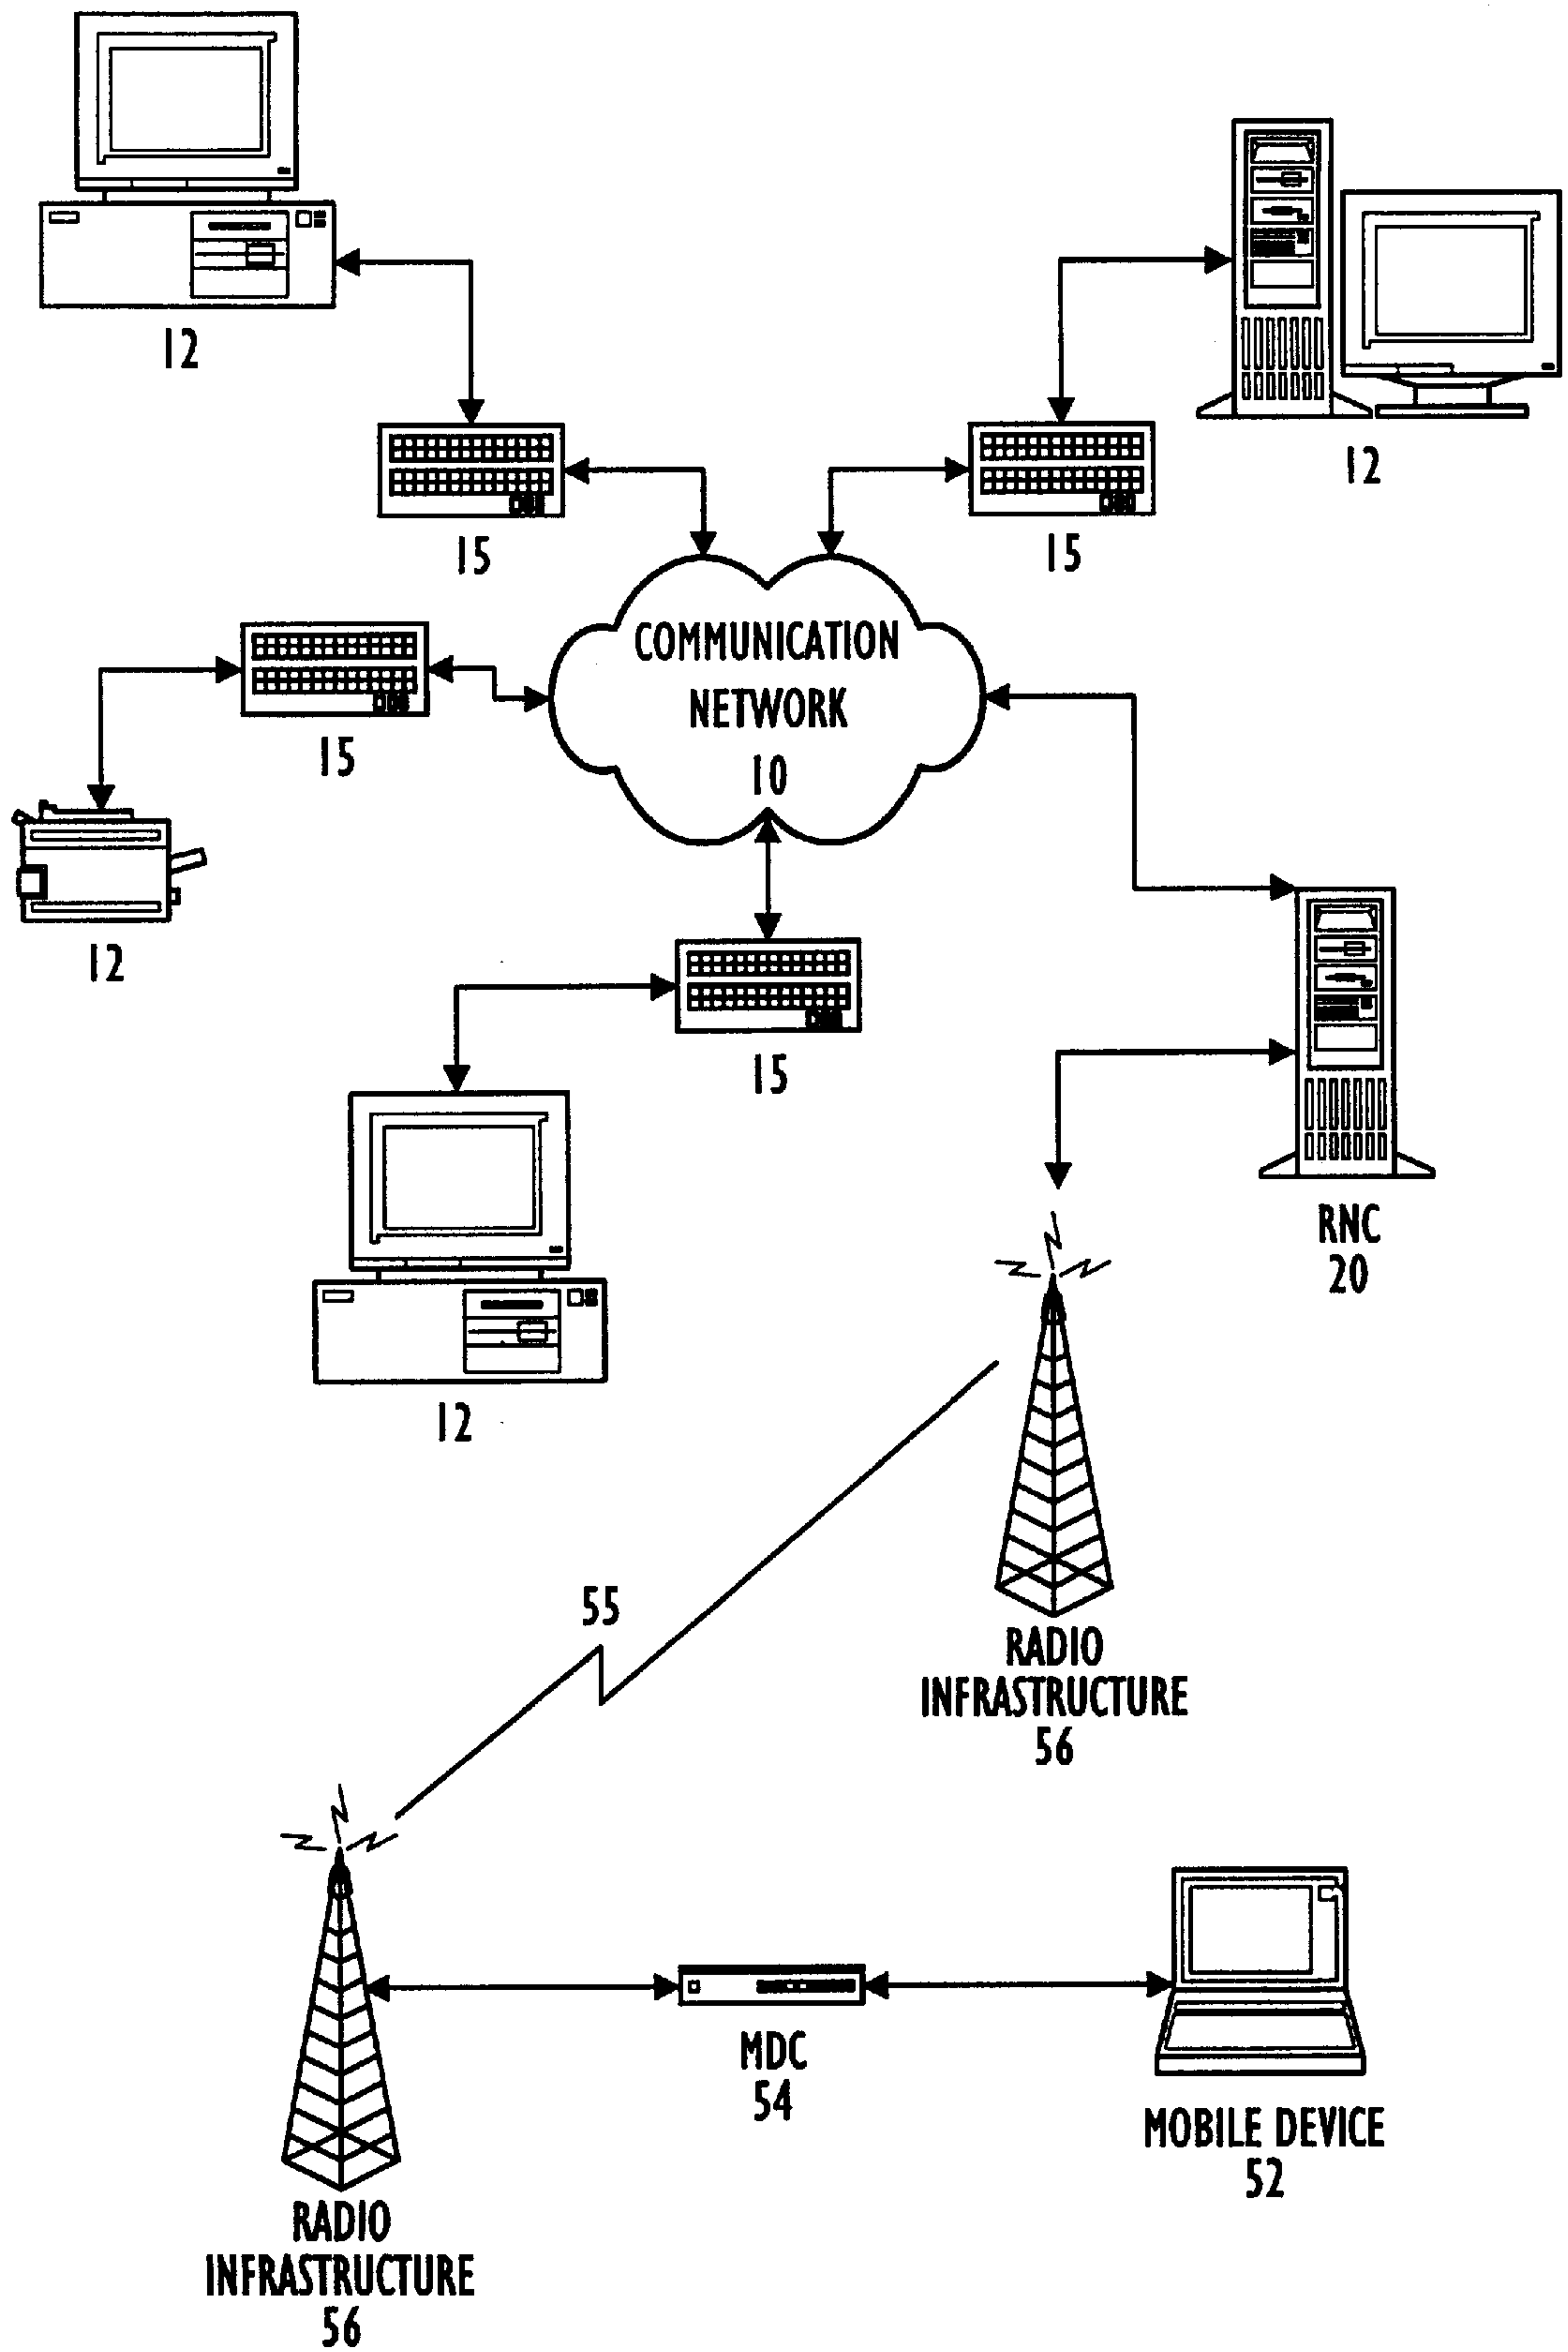 12
12
15
15
COMMUNICATION
NETWORK
10
15
12
15
RNC
20
12
55
RADIO
INFRASTRUCTURE
56
MDC
54
MOBILE DEVICE
52
RADIO
INFRASTRUCTURE
56